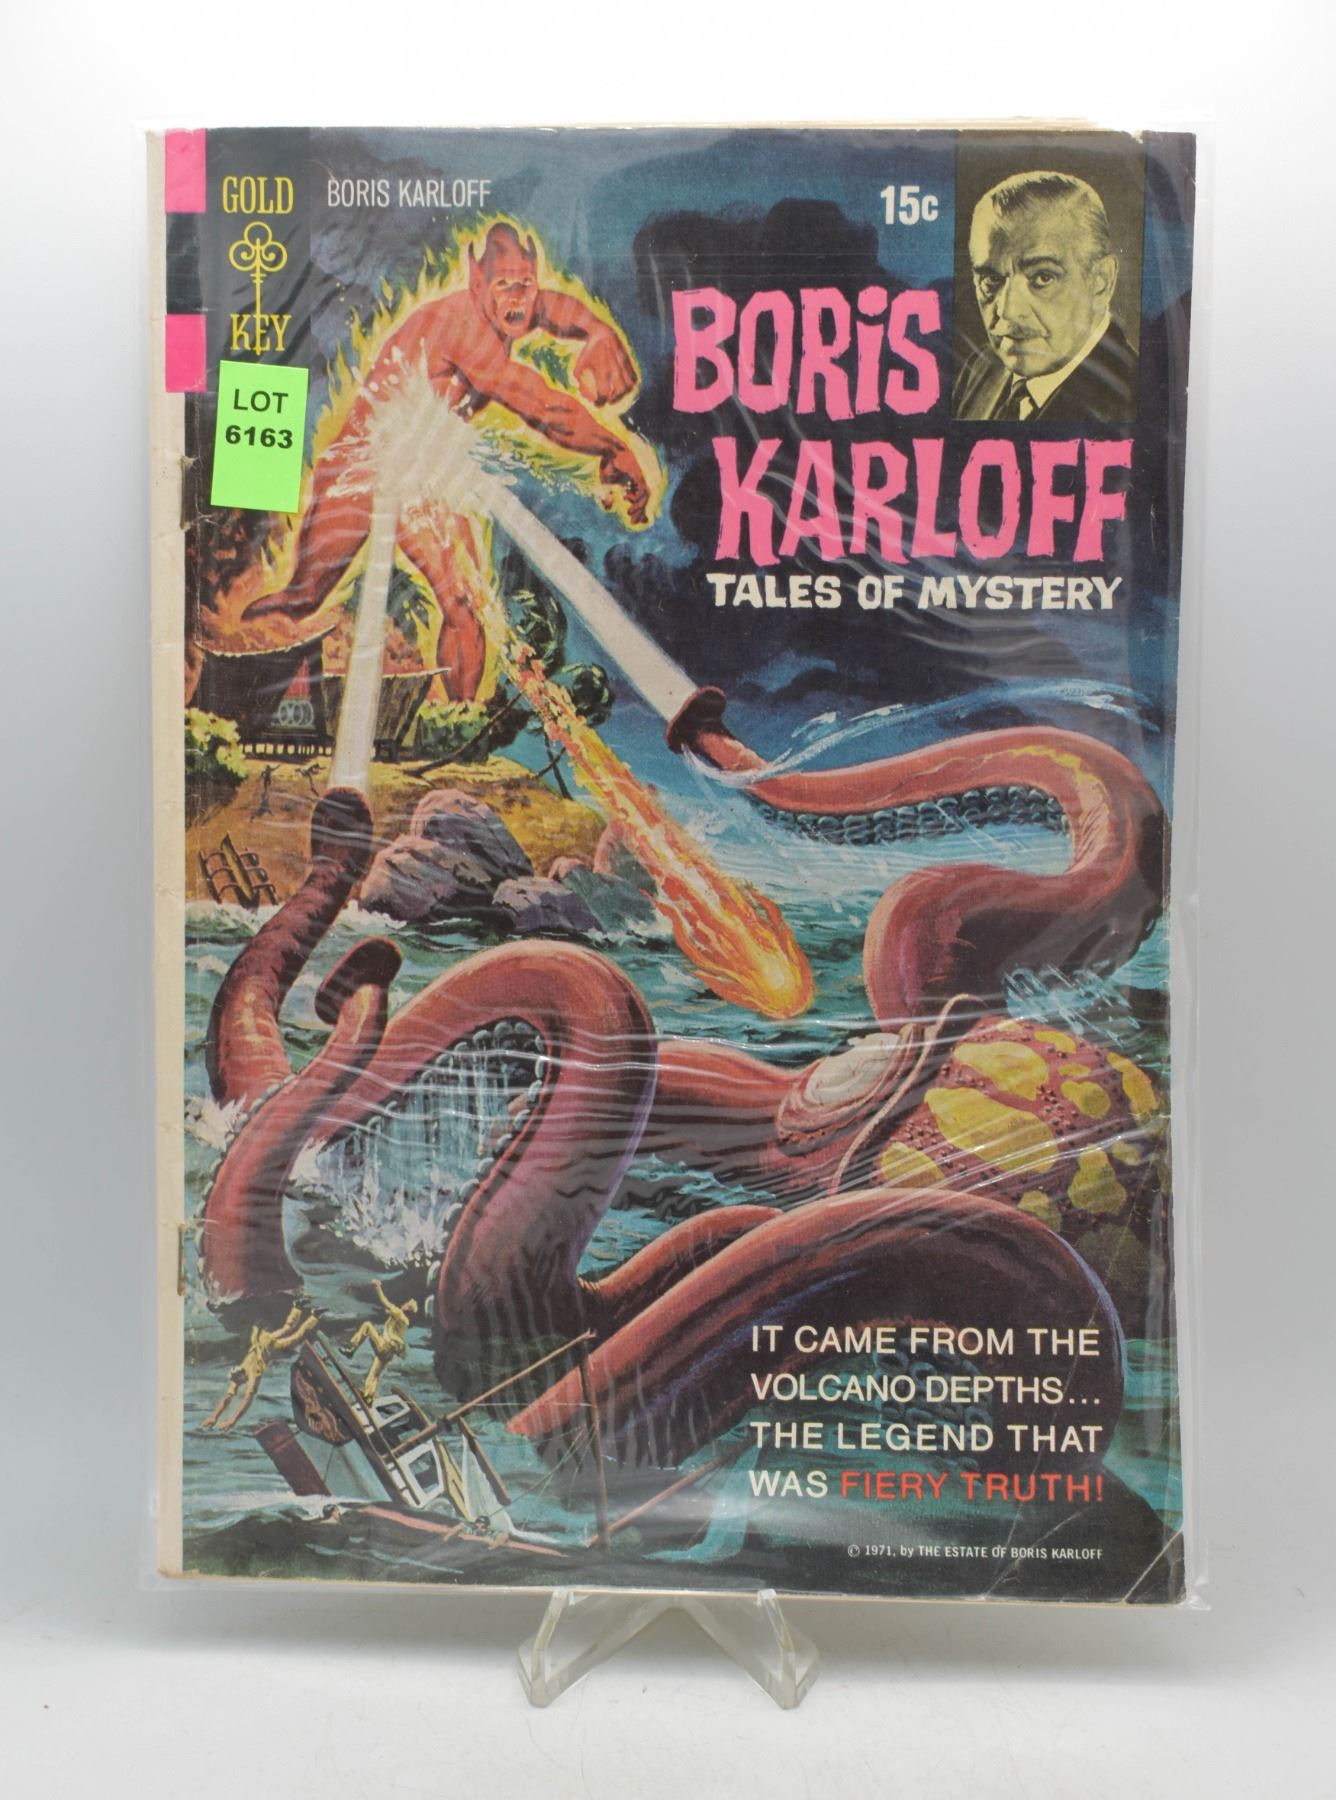 GOLD
KEY
BORIS KARLOFF
15c
LOT
6163
BORiS
KARLOFF
TALES OF MYSTERY
IT CAME FROM THE
VOLCANO DEPTHS...
THE LEGEND THAT
WAS FIERY TRUTH!
© 1971, by THE ESTATE OF BORIS KARLOFF